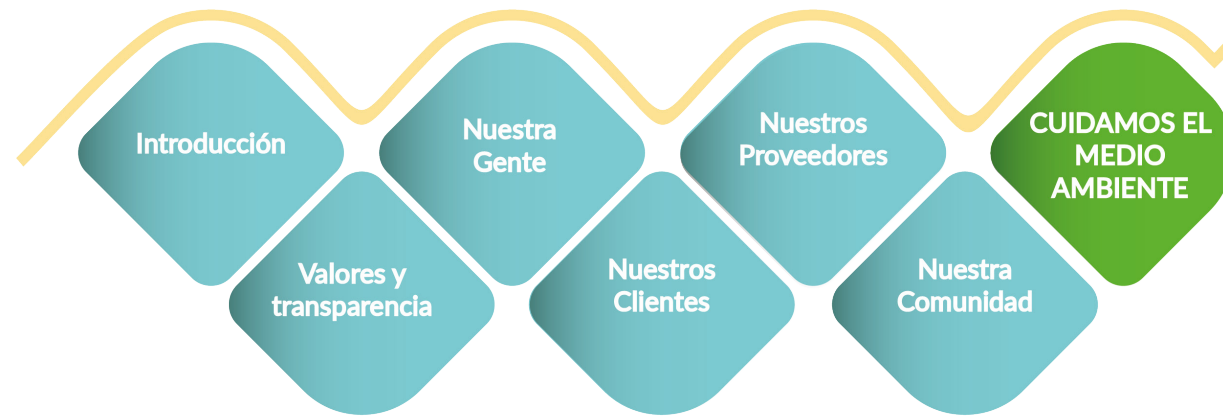 Introducción
Valores y
transparencia
Nuestra
Gente
Nuestros
Clientes
Nuestros
Proveedores
Nuestra
Comunidad
CUIDAMOS EL
MEDIO
AMBIENTE